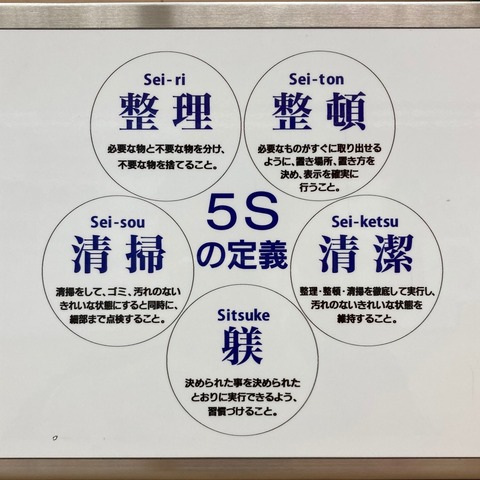 Sei-ri
整理
必要な物と不要な物を分け、
不要な物を捨てること。
Sei-ton
整頓
必要なものがすぐに取り出せる
ように、置き場所、置き方を
決め、表示を確実に
行うこと。
5S
の定義
Sei-sou
清掃
清掃をして、ゴミ、汚れのない
きれいな状態にすると同時に、
細部まで点検すること。
Sei-ketsu
清潔
整理・整頓・清掃を徹底して実行し、
汚れのないきれいな状態を
維持すること。
Sitsuke
躾
決められた事を決められた
とおりに実行できるよう、
習慣づけること。